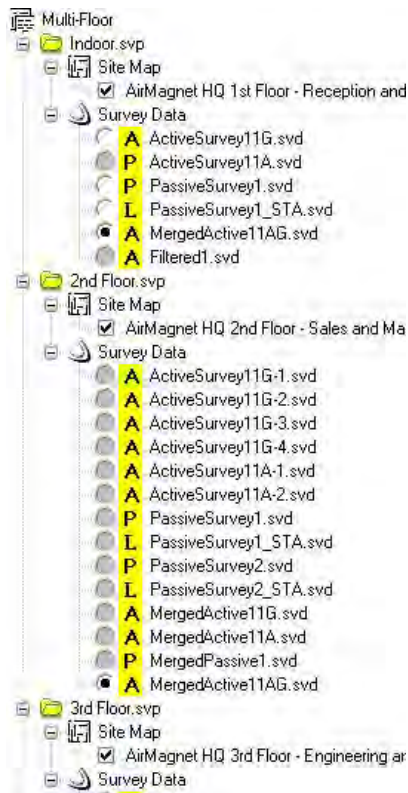 Multi-Floor
Indoor.svp
Site Map
AirMagnet HQ 1st Floor - Reception and
Survey Data
A ActiveSurvey11G.svd
P ActiveSurvey11A.svd
P PassiveSurvey1.svd
L PassiveSurvey1_STA.svd
A MergedActive11AG.svd
A Filtered1.svd
2nd Floor.svp
Site Map
AirMagnet HQ 2nd Floor - Sales and Ma
Survey Data
A ActiveSurvey11G-1.svd
A ActiveSurvey11G-2.svd
A ActiveSurvey11G-3.svd
A ActiveSurvey11G-4.svd
A ActiveSurvey11A-1.svd
A ActiveSurvey11A-2.svd
P PassiveSurvey1.svd
L PassiveSurvey1_STA.svd
P PassiveSurvey2.svd
L PassiveSurvey2_STA.svd
A MergedActive11G.svd
A MergedActive11A.svd
P MergedPassive1.svd
A MergedActive11AG.svd
3rd Floor.svp
Site Map
AirMagnet HQ 3rd Floor - Engineering ar
Survey Data